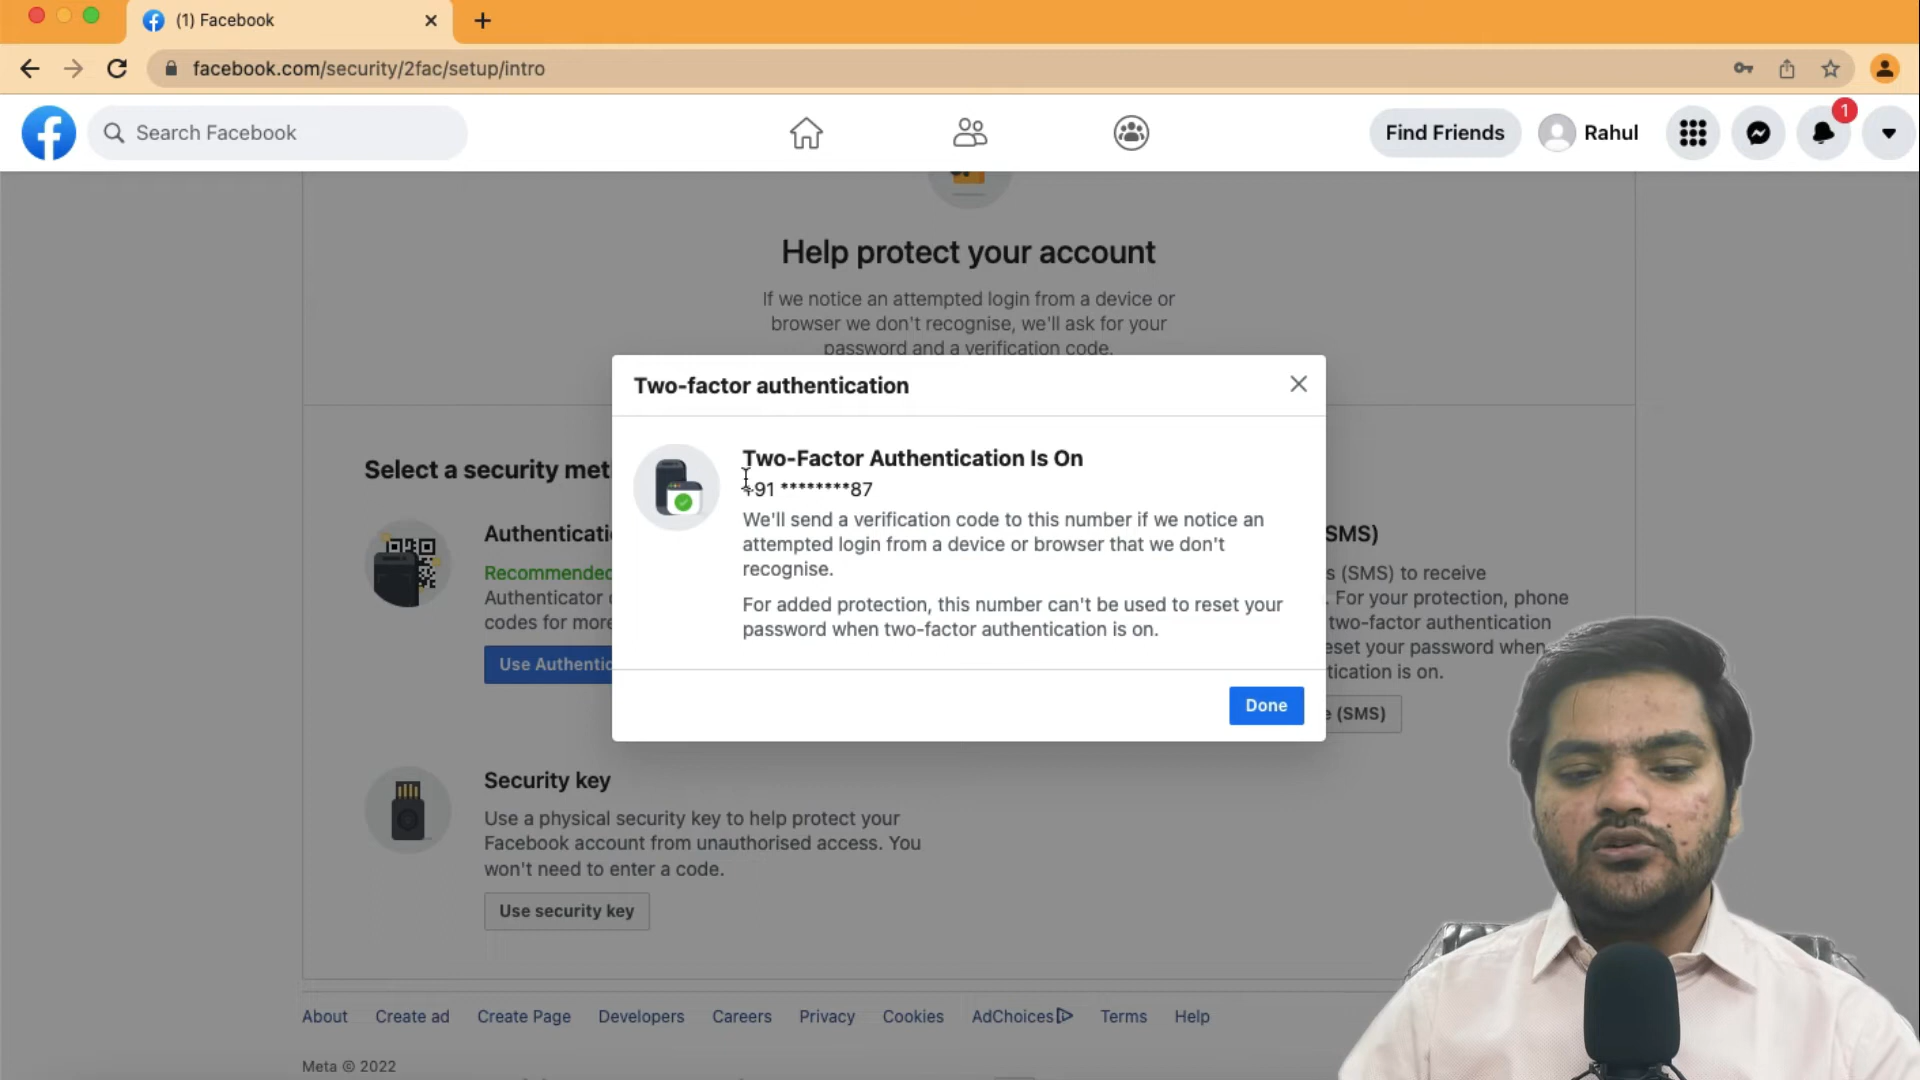 (1) Facebook
facebook.com/security/2fac/setup/intro
Search Facebook
Find Friends
Rahul
1
Help protect your account
If we notice an attempted login from a device or
browser we don't recognise, we'll ask for your
password and a verification code.
Two-factor authentication
Two-Factor Authentication Is On
+91 ********87
We'll send a verification code to this number if we notice an
attempted login from a device or browser that we don't
recognise.
For added protection, this number can't be used to reset your
password when two-factor authentication is on.
Done
Select a security met
Authenticati
Recommended
Authenticator
codes for more
Use Authentic
SMS)
s (SMS) to receive
. For your protection, phone
two-factor authentication
eset your password when
tication is on.
e (SMS)
Security key
Use a physical security key to help protect your
Facebook account from unauthorised access. You
won't need to enter a code.
Use security key
About Create ad Create Page Developers Careers Privacy Cookies AdChoices Terms Help
Meta © 2022